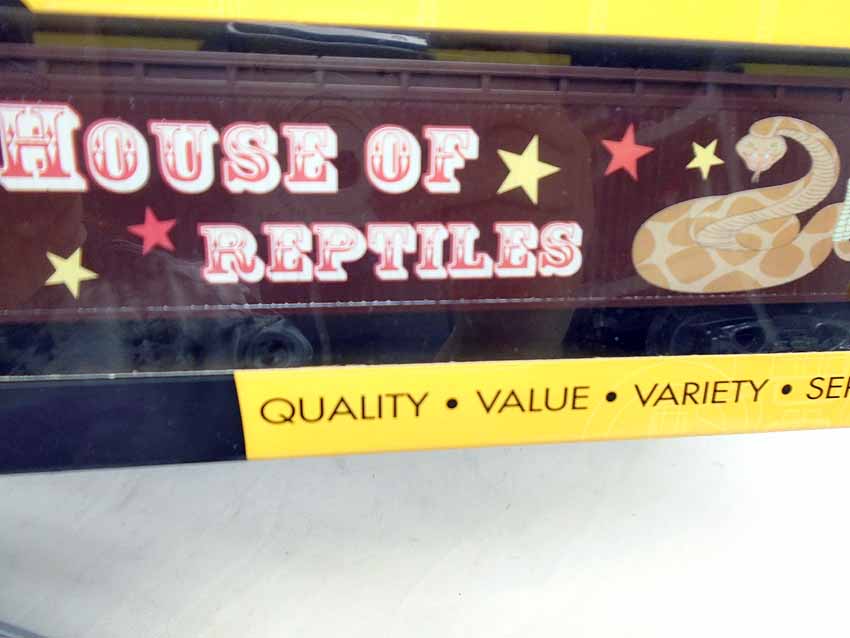 HOUSE OF
REPTILES
QUALITY • VALUE • VARIETY •